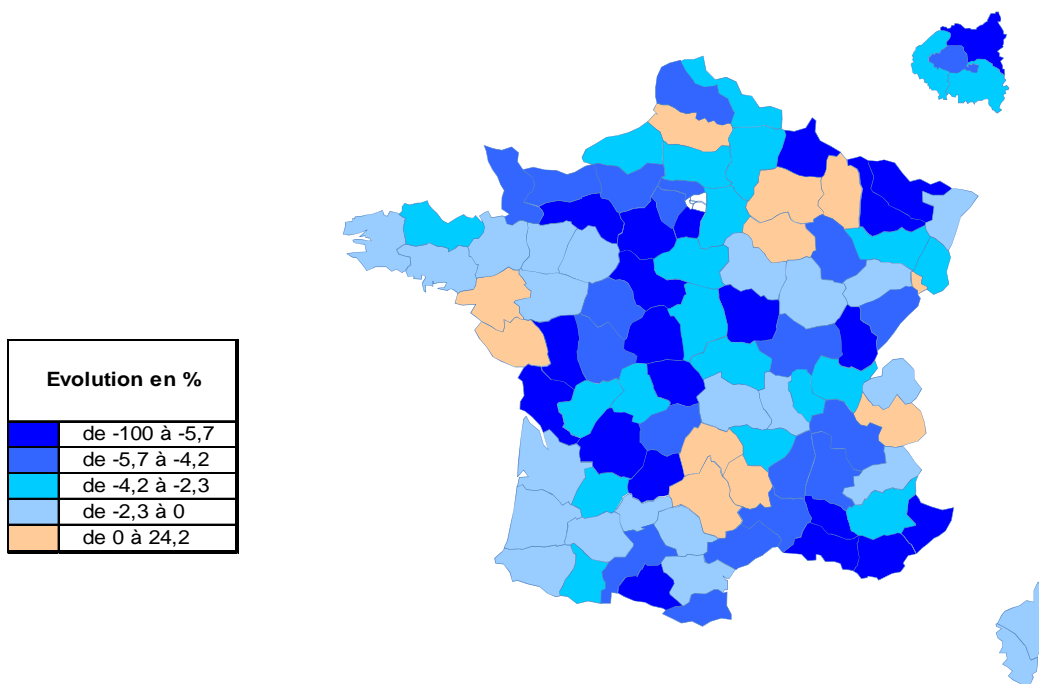 Evolution en %
de -100 à -5,7
de -5,7 à -4,2
de -4,2 à -2,3
de -2,3 à 0
de 0 à 24,2